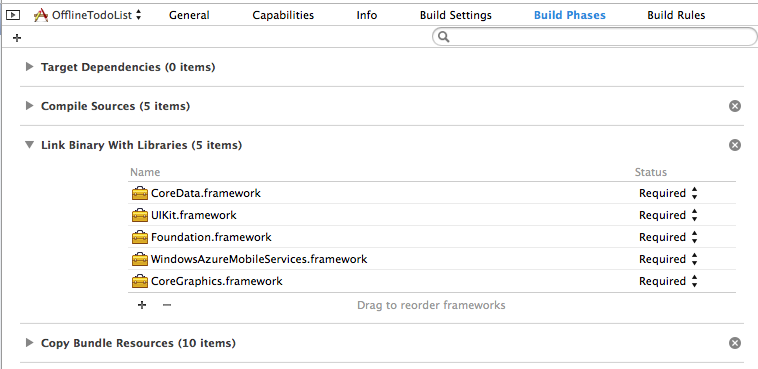 OfflineTodoList General Capabilities Info Build Settings Build Phases Build Rules
Target Dependencies (0 items)
Compile Sources (5 items)
Link Binary With Libraries (5 items)
Name Status
CoreData.framework Required
UIKit.framework Required
Foundation.framework Required
WindowsAzureMobileServices.framework Required
CoreGraphics.framework Required
Drag to reorder frameworks
Copy Bundle Resources (10 items)